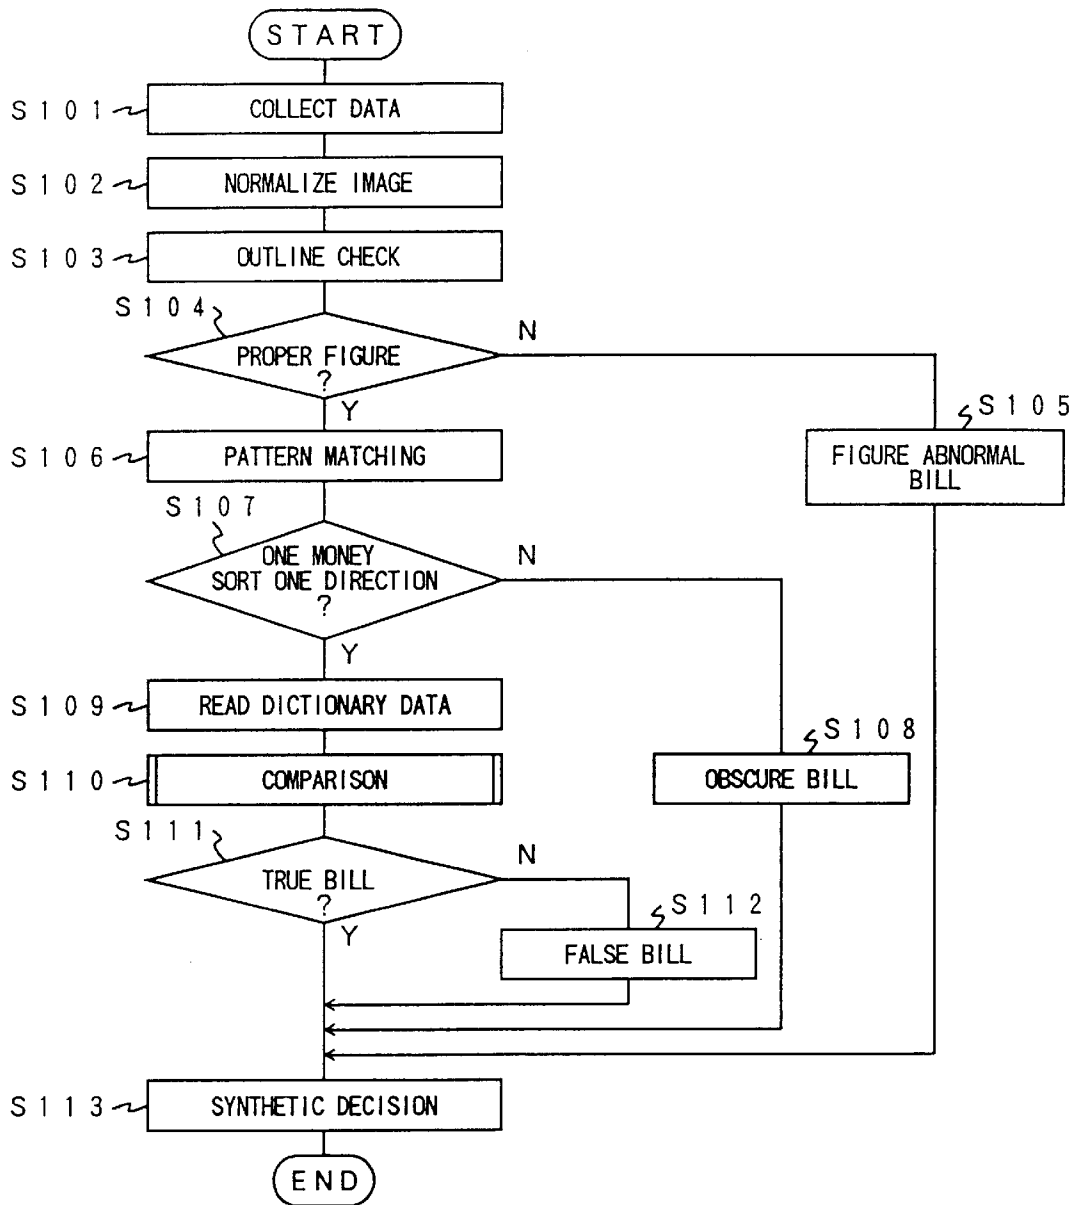 START
S101
COLLECT DATA
S102
NORMALIZE IMAGE
S103
OUTLINE CHECK
S104
PROPER FIGURE
?
N
Y
S105
FIGURE ABNORMAL
BILL
S106
PATTERN MATCHING
S107
ONE MONEY
SORT ONE DIRECTION
?
N
Y
S109
READ DICTIONARY DATA
S108
OBSCURE BILL
S110
COMPARISON
S111
TRUE BILL
?
N
Y
S112
FALSE BILL
S113
SYNTHETIC DECISION
END